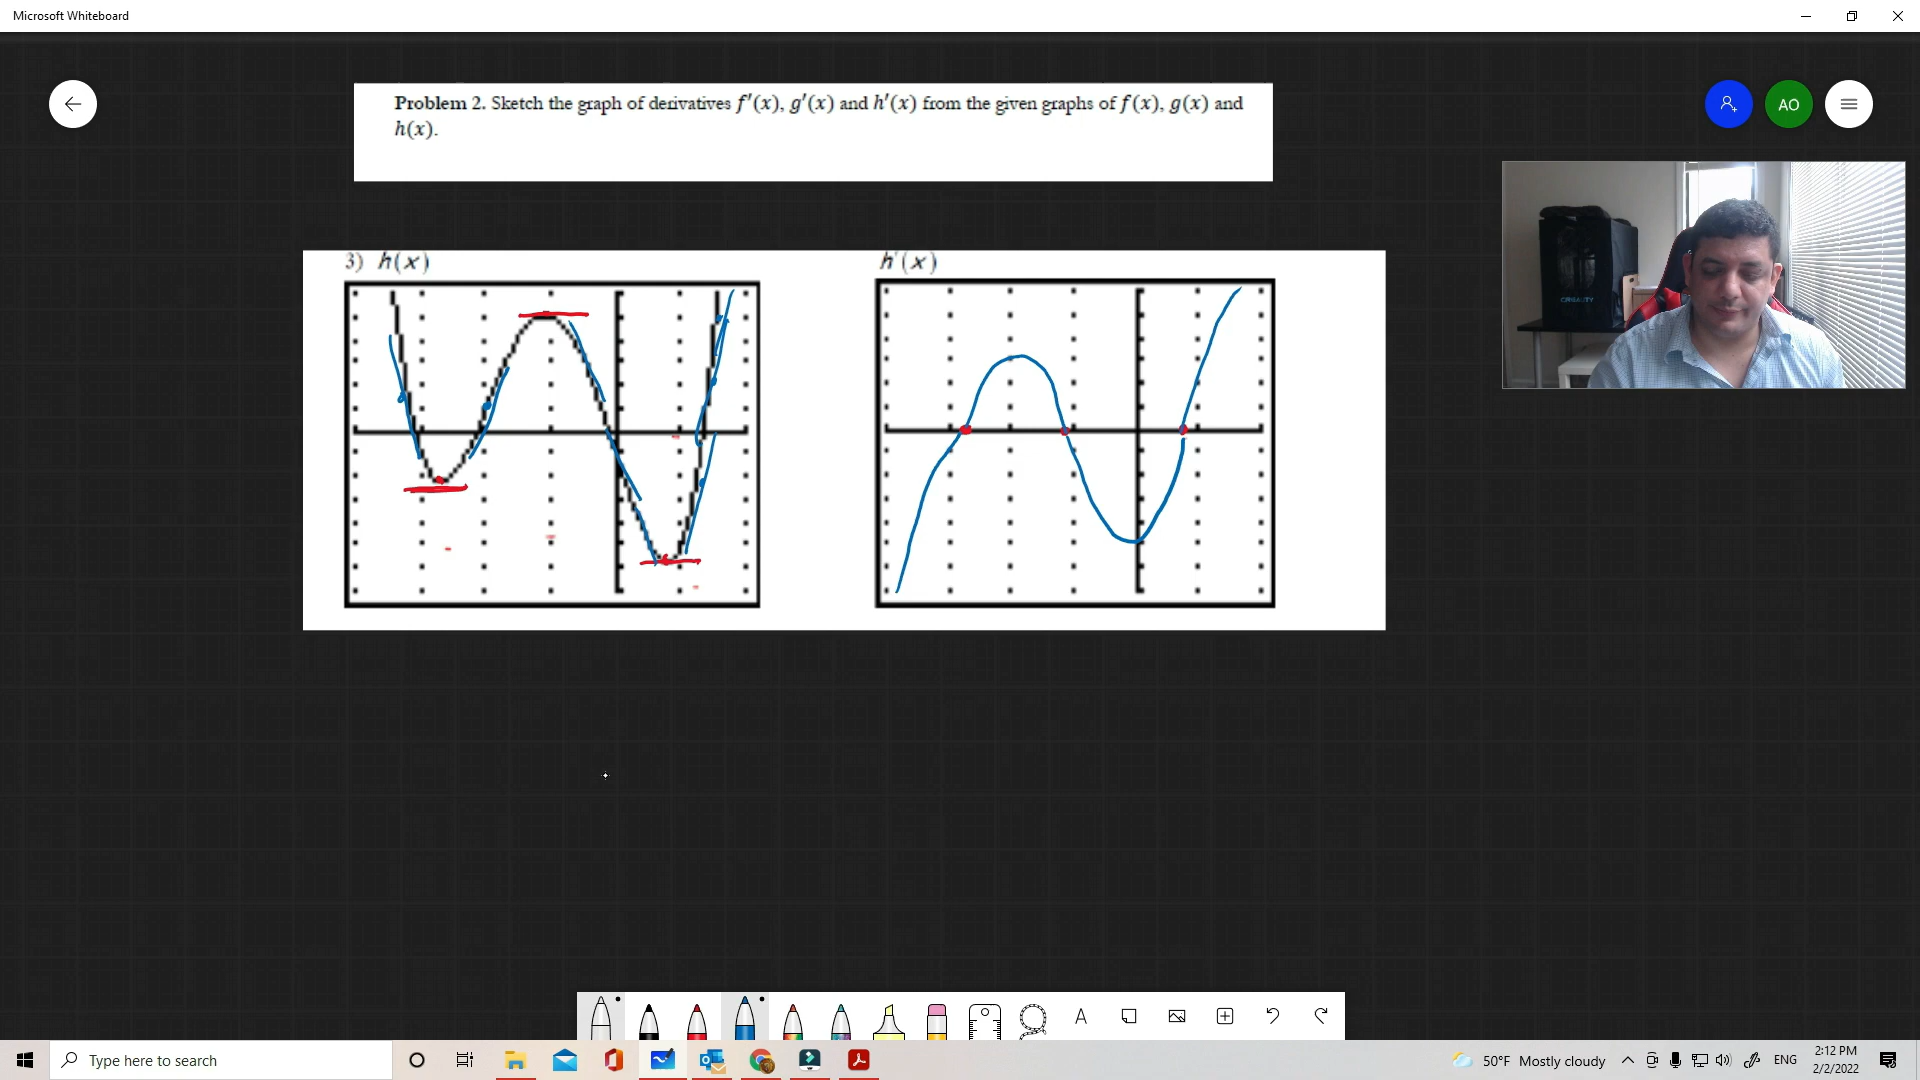 Microsoft Whiteboard
Problem 2. Sketch the graph of derivatives f′(x), g′(x) and h′(x) from the given graphs of f(x), g(x) and
h(x).
AO
3) h(x)
h′(x)
CREALITY
A
Type here to search
50°F Mostly cloudy
ENG
2:12 PM
2/2/2022